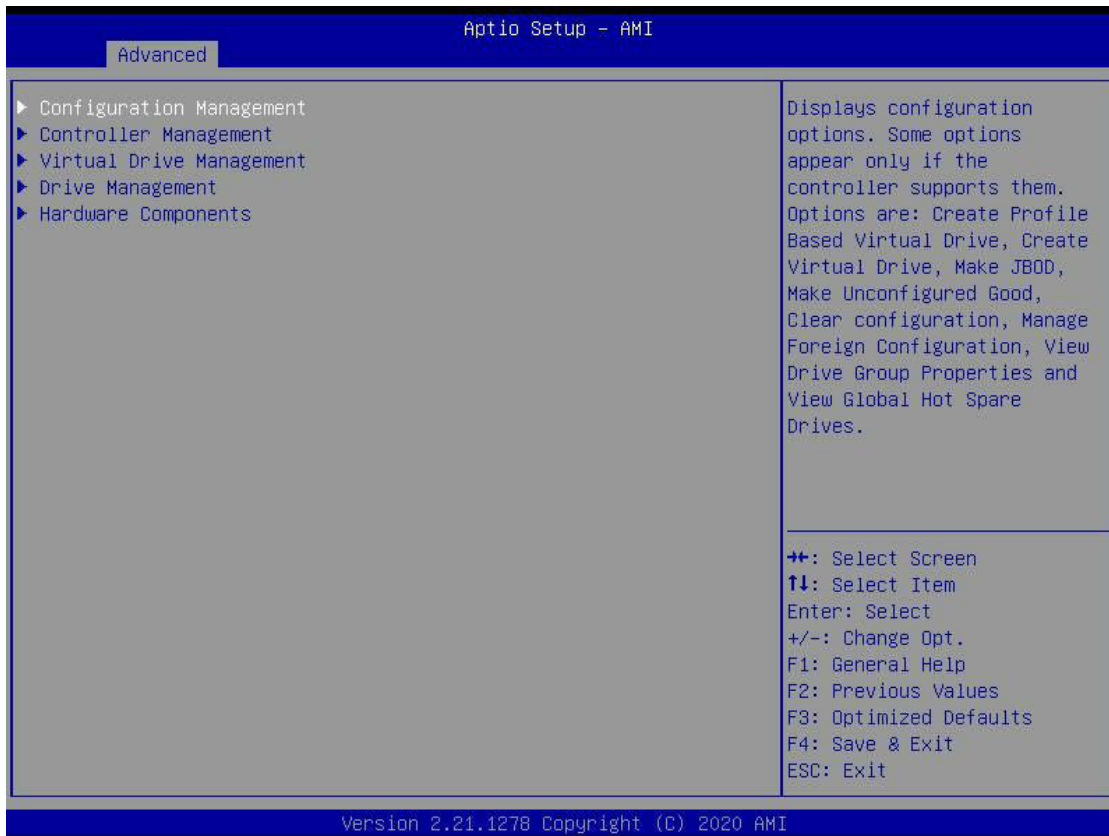 Aptio Setup – AMI
Advanced
▶ Configuration Management
▶ Controller Management
▶ Virtual Drive Management
▶ Drive Management
▶ Hardware Components
Displays configuration
options. Some options
appear only if the
controller supports them.
Options are: Create Profile
Based Virtual Drive, Create
Virtual Drive, Make JBOD,
Make Unconfigured Good,
Clear configuration, Manage
Foreign Configuration, View
Drive Group Properties and
View Global Hot Spare
Drives.
→←: Select Screen
↑↓: Select Item
Enter: Select
+/-: Change Opt.
F1: General Help
F2: Previous Values
F3: Optimized Defaults
F4: Save & Exit
ESC: Exit
Version 2.21.1278 Copyright (C) 2020 AMI